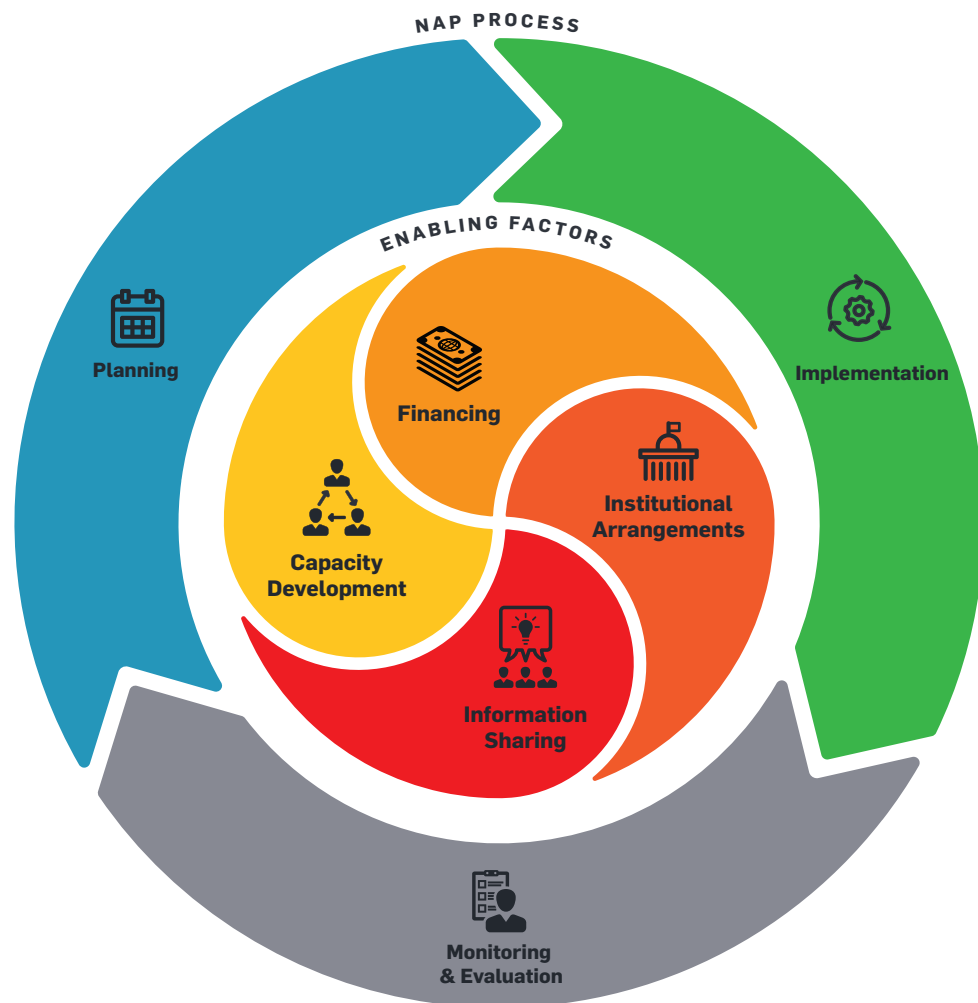 NAP PROCESS
ENABLING FACTORS
Planning
Implementation
Financing
Institutional
Arrangements
Capacity
Development
Information
Sharing
Monitoring
& Evaluation